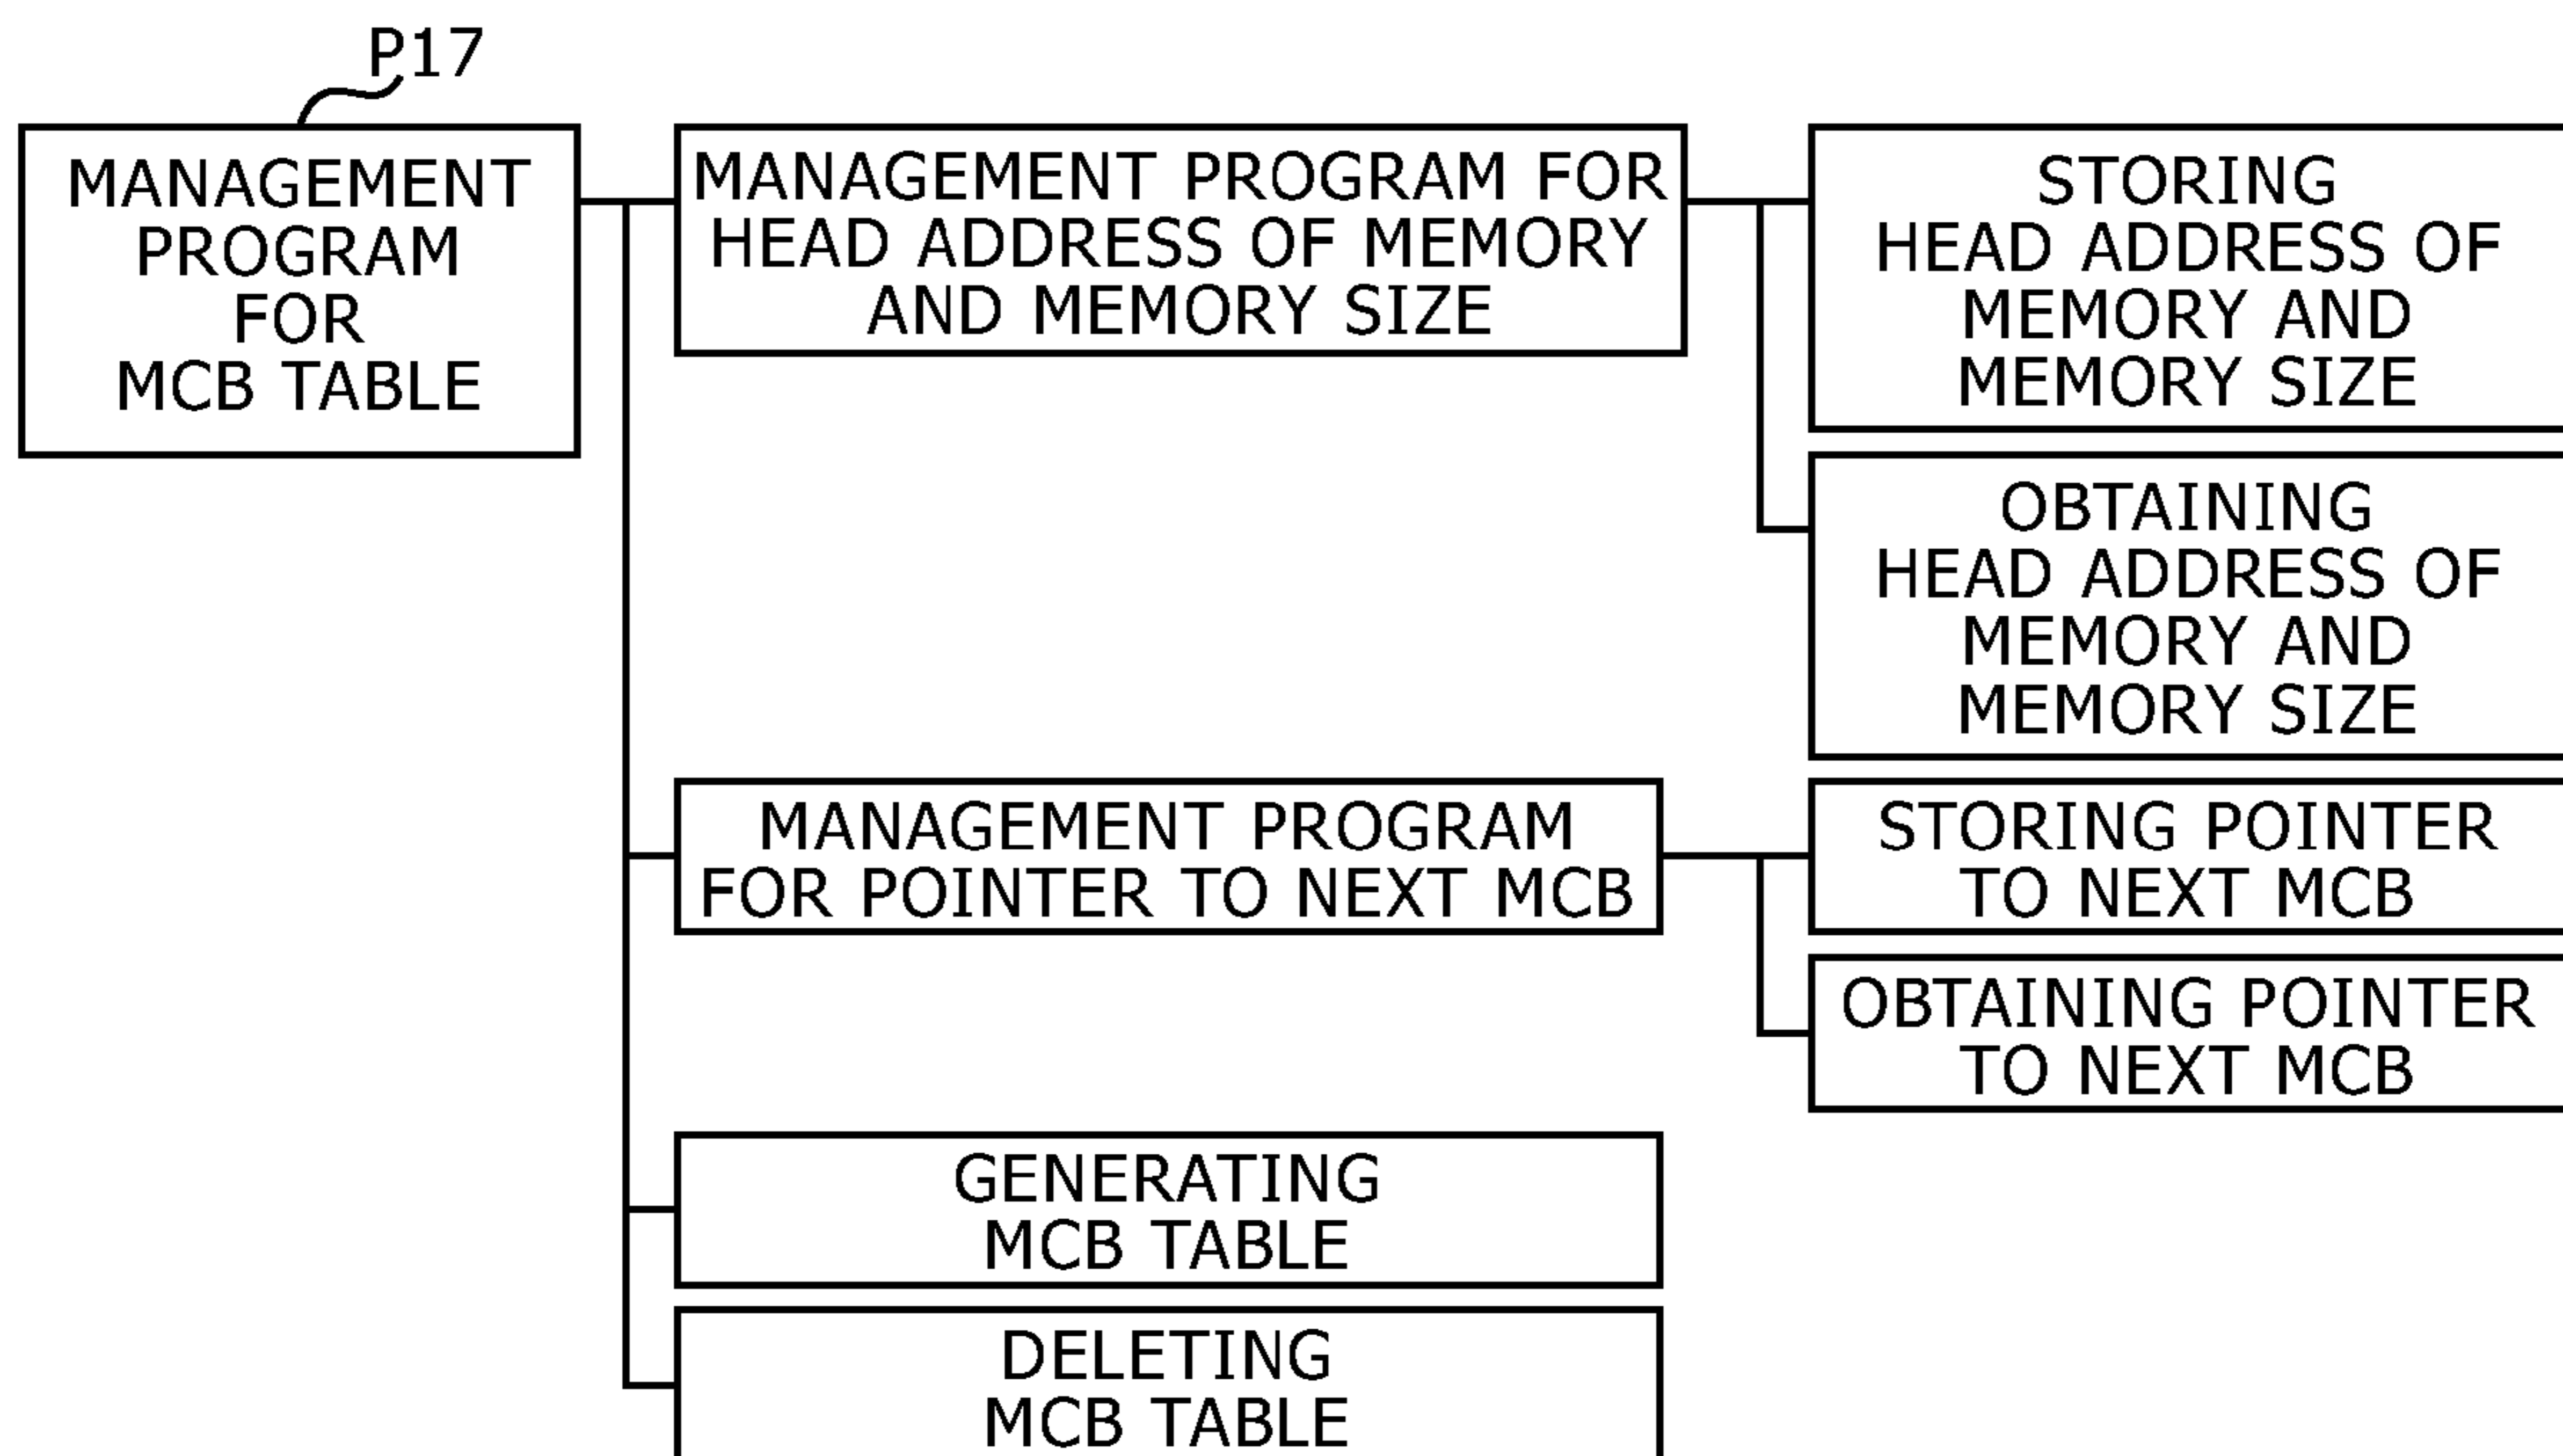 P17
MANAGEMENT
PROGRAM
FOR
MCB TABLE
MANAGEMENT PROGRAM FOR
HEAD ADDRESS OF MEMORY
AND MEMORY SIZE
STORING
HEAD ADDRESS OF
MEMORY AND
MEMORY SIZE
OBTAINING
HEAD ADDRESS OF
MEMORY AND
MEMORY SIZE
MANAGEMENT PROGRAM
FOR POINTER TO NEXT MCB
STORING POINTER
TO NEXT MCB
OBTAINING POINTER
TO NEXT MCB
GENERATING
MCB TABLE
DELETING
MCB TABLE